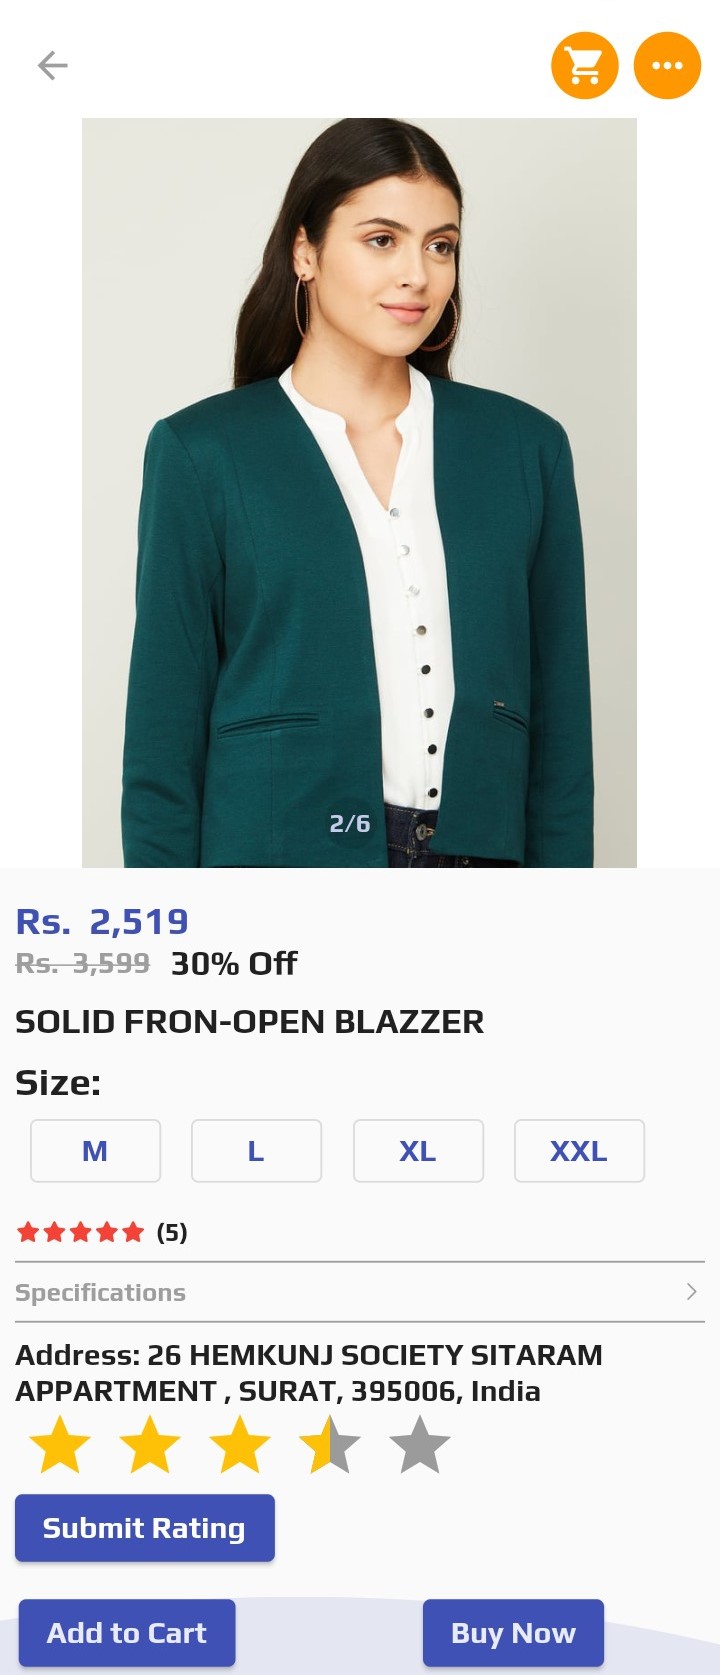 2/6
Rs. 2,519
Rs. 3,599 30% Off
SOLID FRON-OPEN BLAZZER
Size:
M L XL XXL
(5)
Specifications
Address: 26 HEMKUNJ SOCIETY SITARAM
APPARTMENT , SURAT, 395006, India
Submit Rating
Add to Cart Buy Now